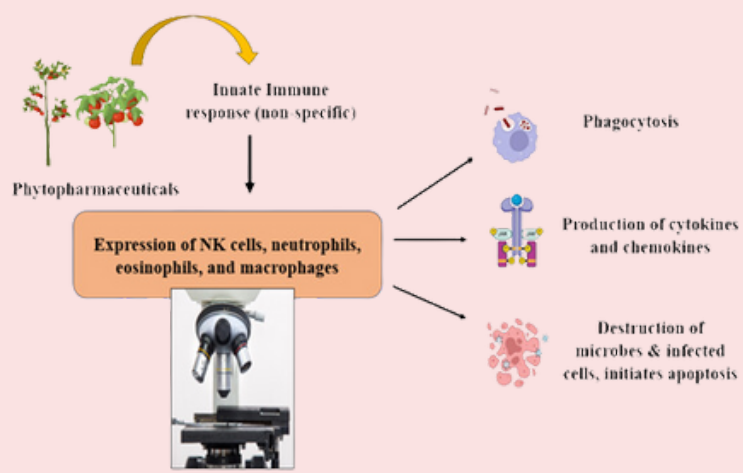 Innate Immune
response (non-specific)
Phytopharmaceuticals
Expression of NK cells, neutrophils,
eosinophils, and macrophages
Phagocytosis
Production of cytokines
and chemokines
Destruction of
microbes & infected
cells, initiates apoptosis